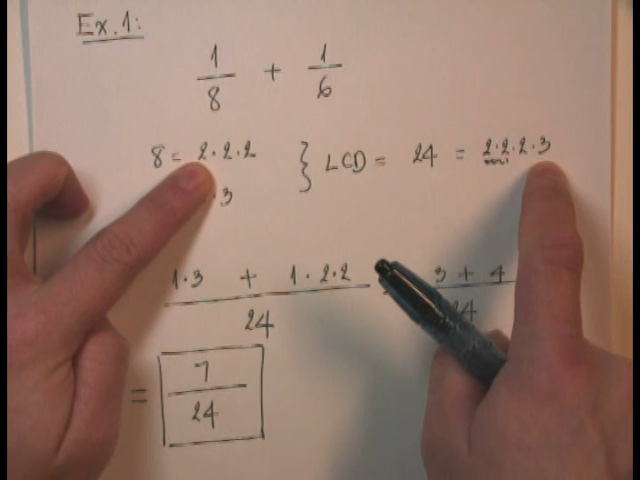 Ex.1:
1/8 + 1/6
8 = 2·2·2 } LCD = 24 = 2·2·2·3
·3
1·3 + 1·2·2 / 24 3 + 4 / 24
= 7/24